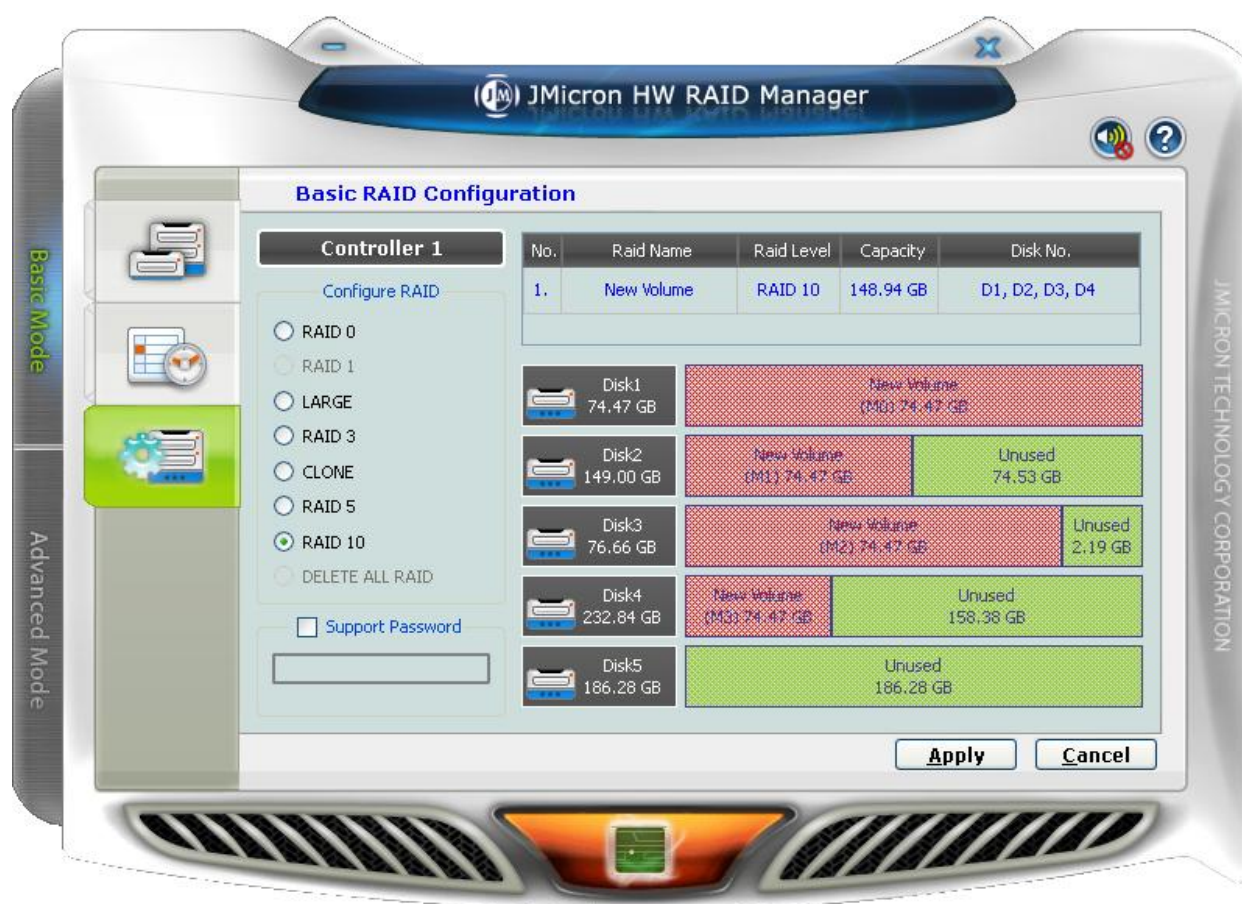 JM JMicron HW RAID Manager
Basic RAID Configuration
Basic Mode
Advanced Mode
Controller 1
Configure RAID
RAID 0
RAID 1
LARGE
RAID 3
CLONE
RAID 5
RAID 10
DELETE ALL RAID
Support Password
No. Raid Name Raid Level Capacity Disk No.
1. New Volume RAID 10 148.94 GB D1, D2, D3, D4
Disk1
74.47 GB
New Volume
(M0) 74.47 GB
Disk2
149.00 GB
New Volume
(M1) 74.47 GB
Unused
74.53 GB
Disk3
76.66 GB
New Volume
(M2) 74.47 GB
Unused
2.19 GB
Disk4
232.84 GB
New Volume
(M3) 74.47 GB
Unused
158.38 GB
Disk5
186.28 GB
Unused
186.28 GB
Apply Cancel
JMICRON TECHNOLOGY CORPORATION